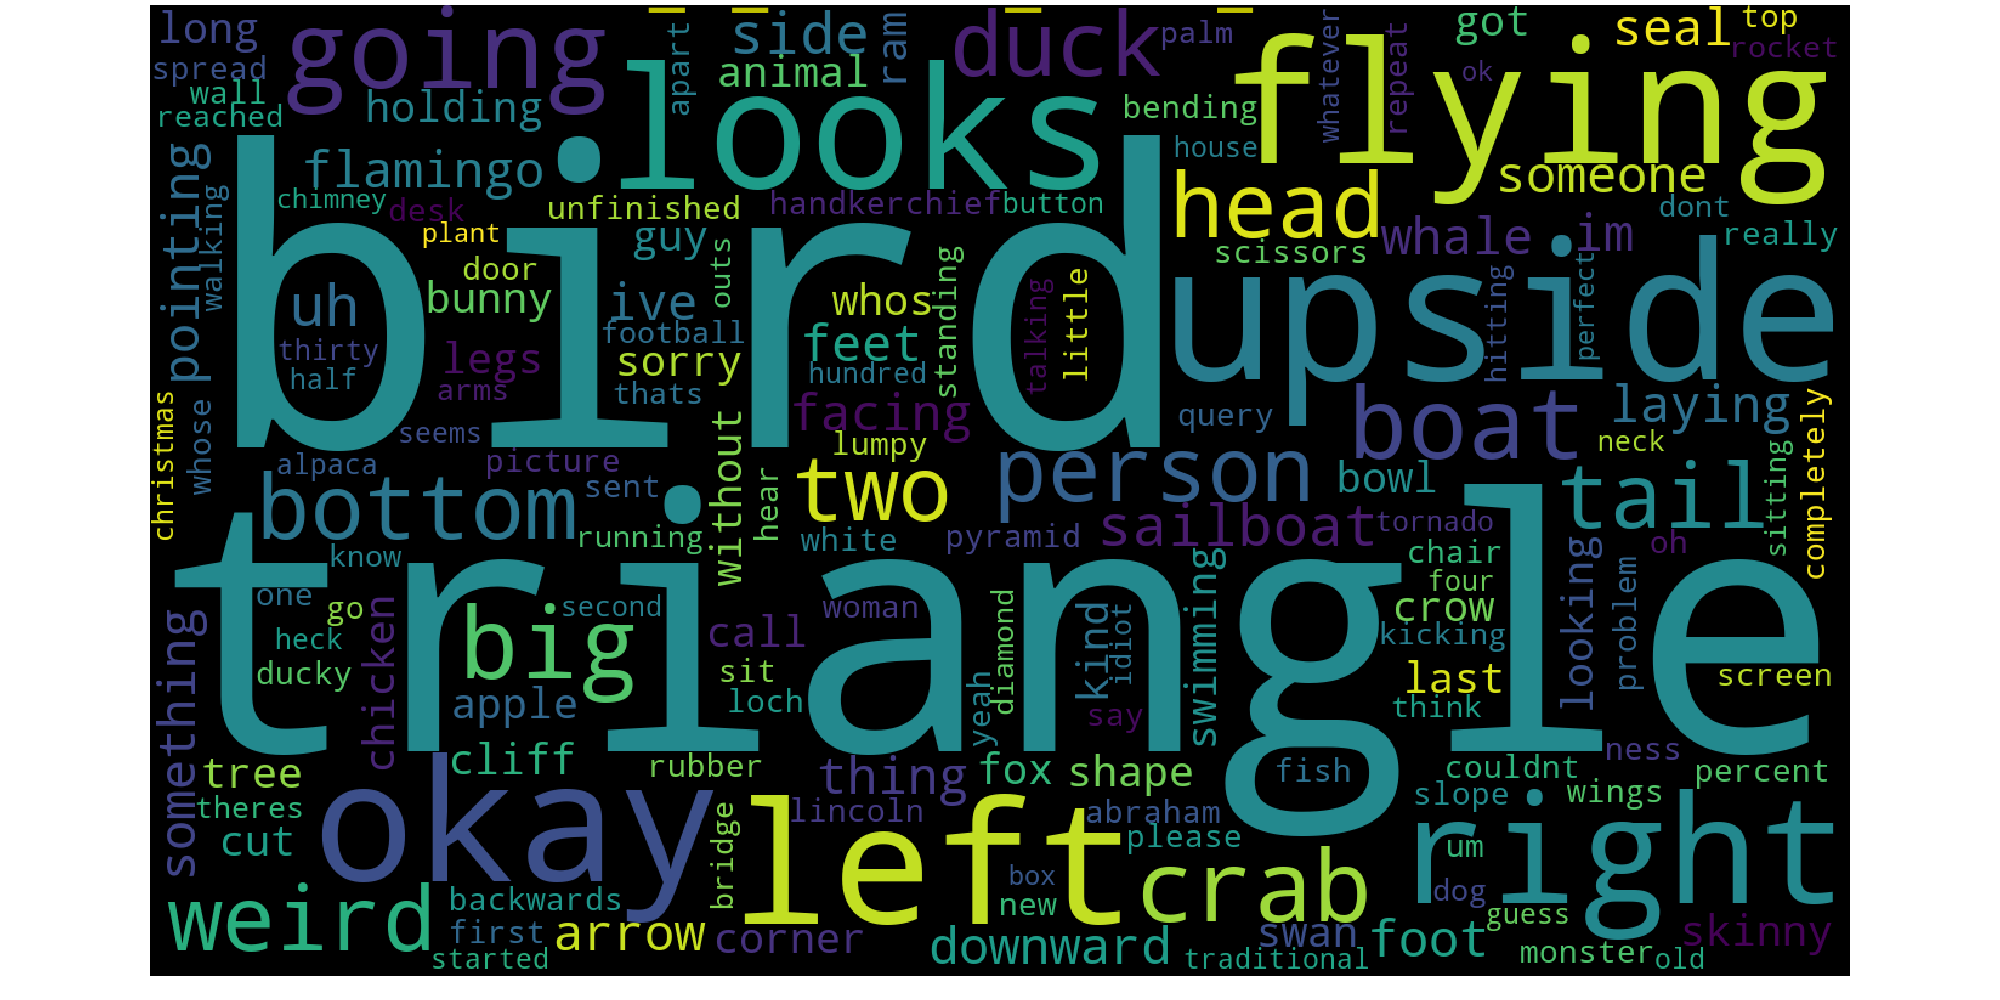 long
going
side
ram
duck
palm
whatever
got
seal
top
rocket
spread
wall
reached
holding
looks
apart
animal
bending
flying
repeat
ok
house
someone
pointing
walking
flamingo
chimney
desk
unfinished
handkerchief
button
head
scissors
whale
im
dont
really
plant
guy
bird
door
bunny
uh
ive
outs
whos
standing
talking
little
upside
hitting
perfect
thirty
half
legs
arms
football
sorry
thats
feet
hundred
facing
query
boat
laying
neck
christmas
whose
seems
alpaca
picture
sent
without
hear
lumpy
two
person
bowl
tail
sitting
completely
bottom
running
white
pyramid
sailboat
tornado
know
chair
oh
triangle
one
go
heck
ducky
chicken
big
second
call
woman
diamond
kind
idiot
swimming
four
crow
kicking
looking
problem
something
apple
sit
loch
yeah
say
last
think
screen
tree
cliff
rubber
thing
fox
shape
fish
couldnt
ness
percent
theres
cut
okay
bridge
lincoln
abraham
please
slope
wings
left
right
um
weird
backwards
first
started
arrow
corner
box
new
crab
dog
guess
downward
swan
foot
skinny
traditional
monster
old